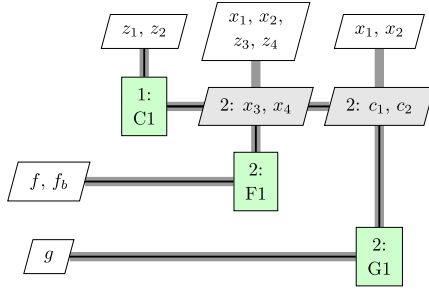 z₁, z₂
x₁, x₂,
z₃, z₄
x₁, x₂
1:
C1
2: x₃, x₄
2: c₁, c₂
2:
F1
f, f_b
2:
G1
g